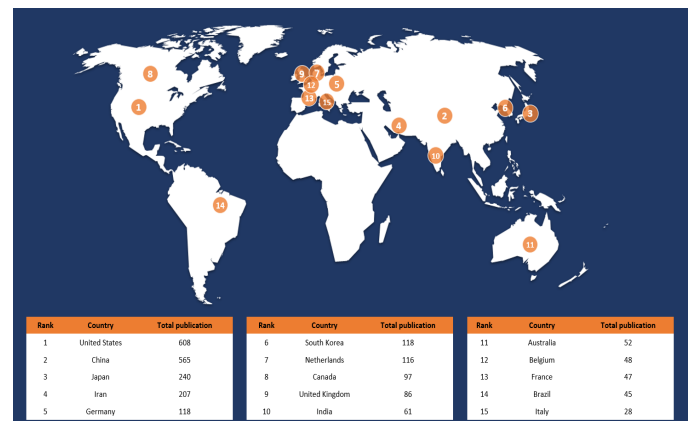 8
9
7
12
5
13
15
1
6
3
4
2
10
14
11
Rank Country Total publication
1 United States 608
2 China 565
3 Japan 240
4 Iran 207
5 Germany 118
Rank Country Total publication
6 South Korea 118
7 Netherlands 116
8 Canada 97
9 United Kingdom 86
10 India 61
Rank Country Total publication
11 Australia 52
12 Belgium 48
13 France 47
14 Brazil 45
15 Italy 28